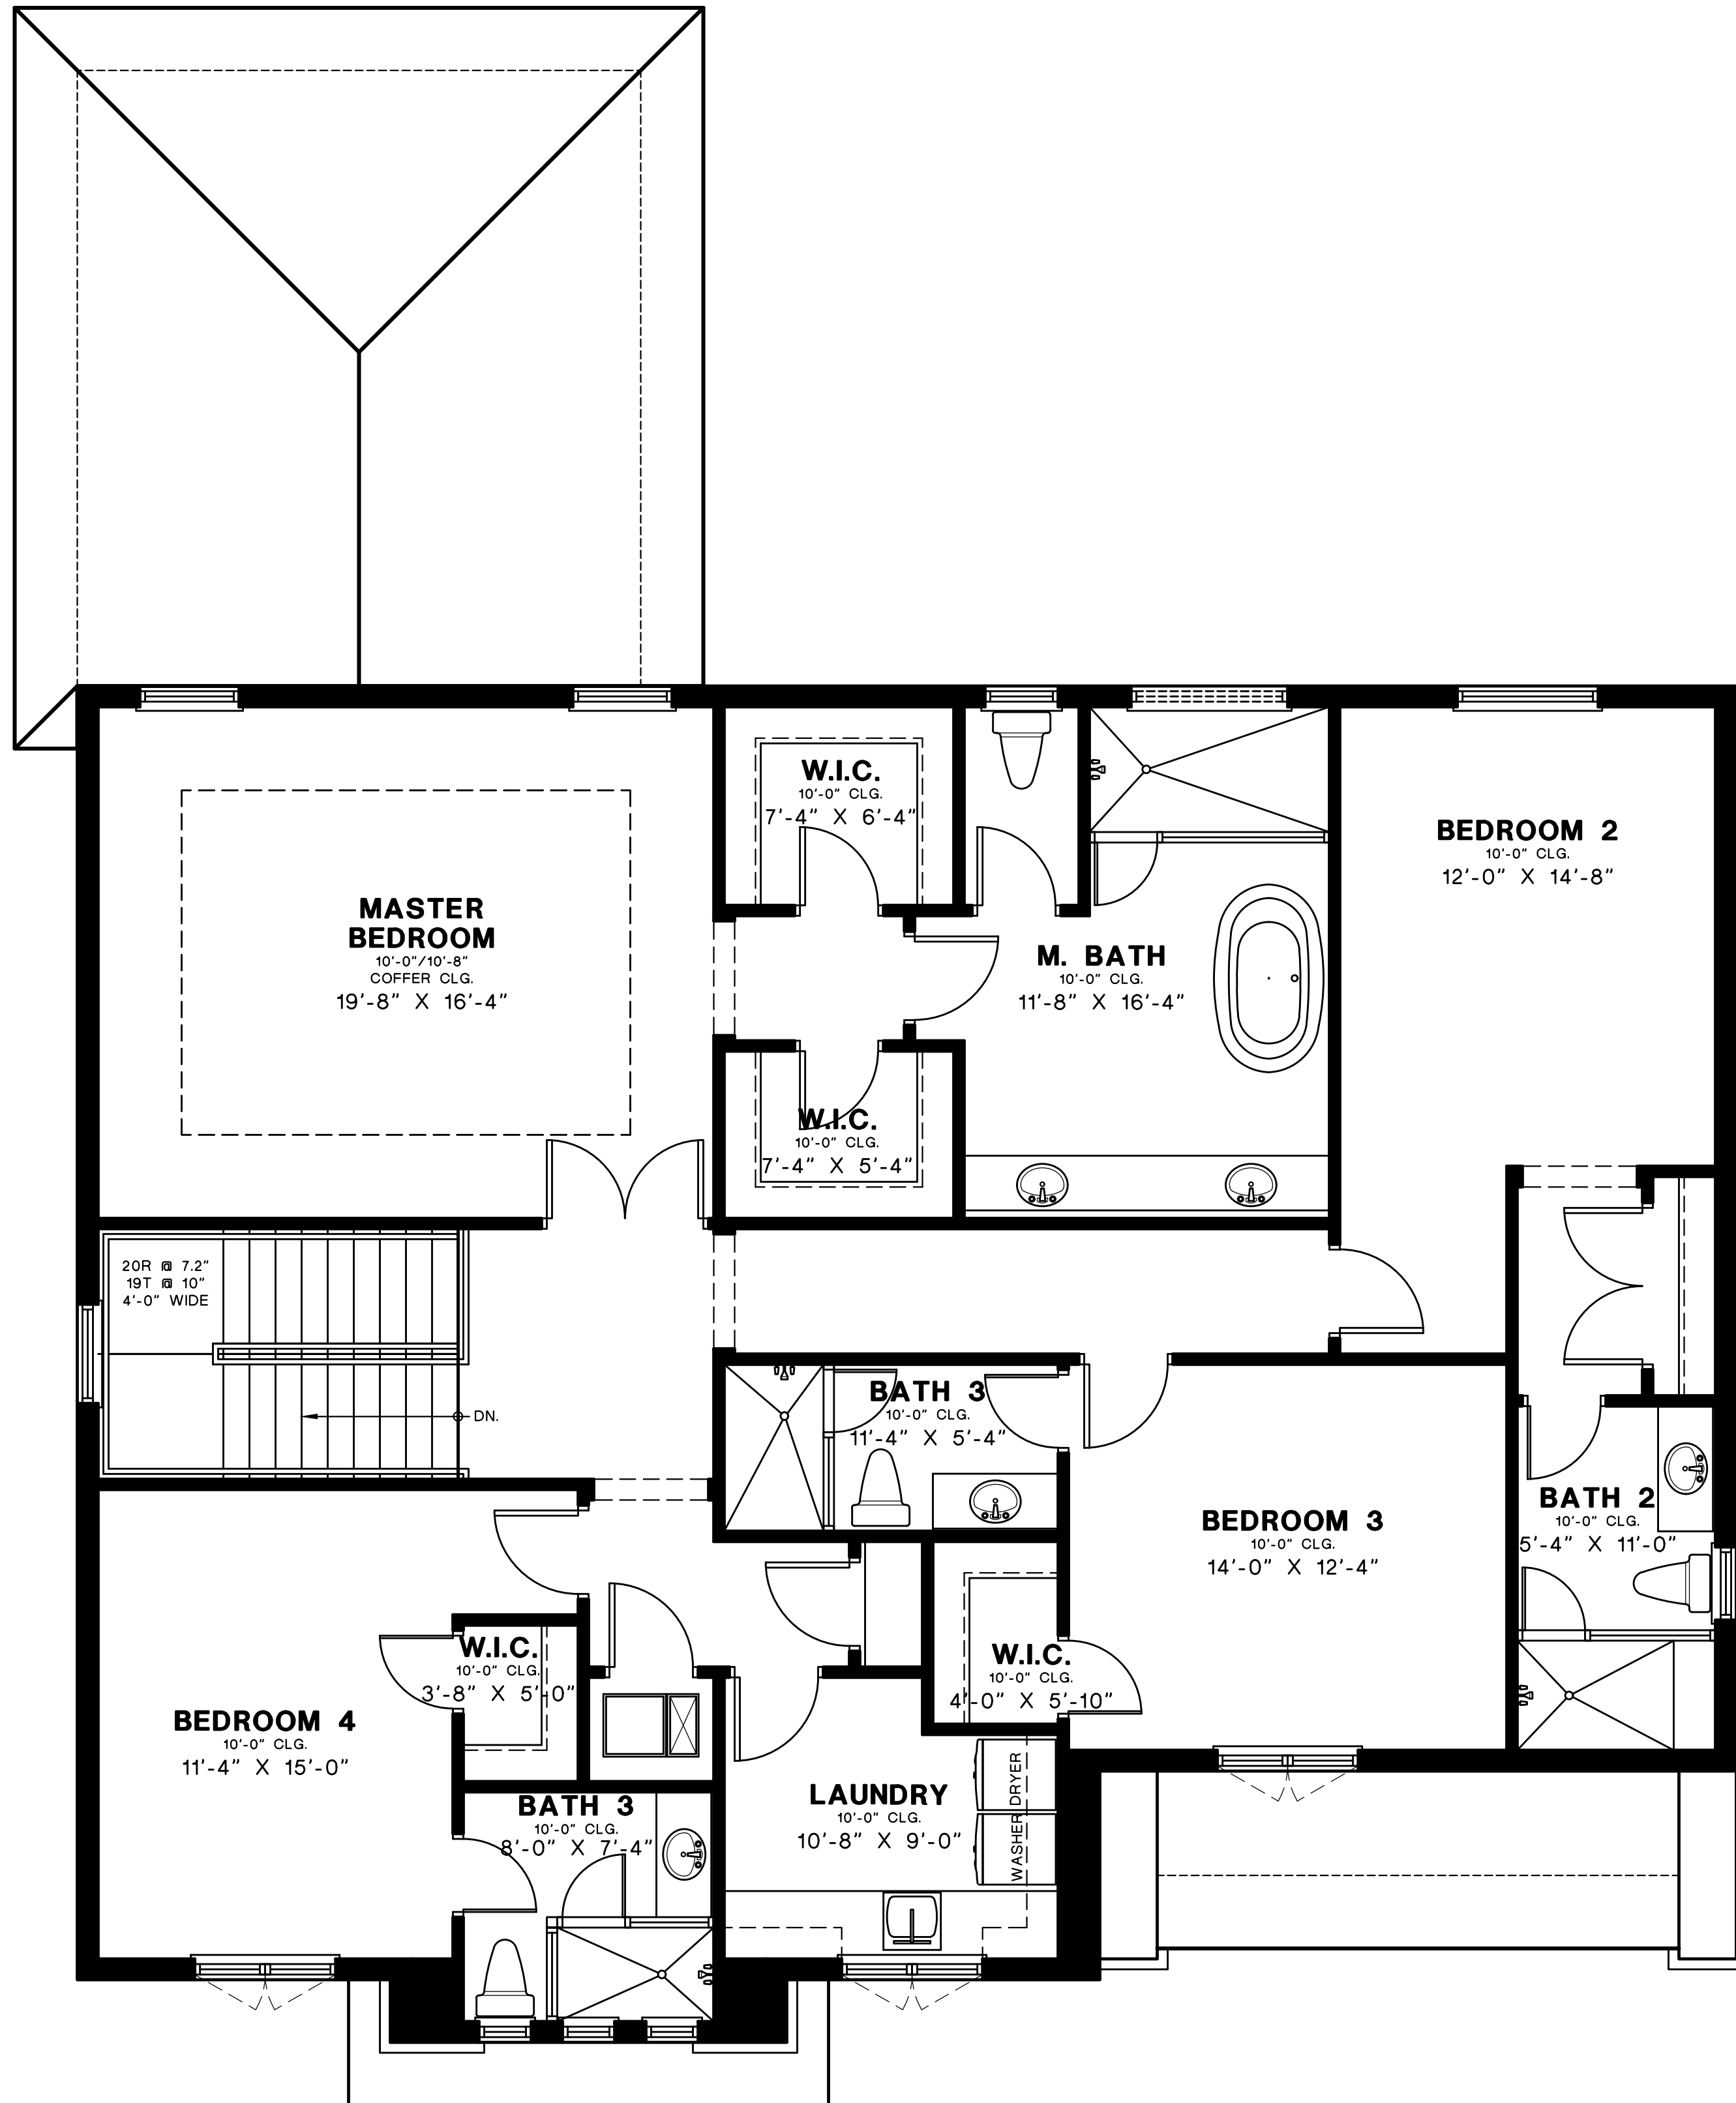 W.I.C.
10'-0" CLG.
7'-4" X 6'-4"
BEDROOM 2
10'-0" CLG.
12'-0" X 14'-8"
MASTER
BEDROOM
10'-0"/10'-8"
COFFER CLG.
19'-8" X 16'-4"
M. BATH
10'-0" CLG.
11'-8" X 16'-4"
W.I.C.
10'-0" CLG.
7'-4" X 5'-4"
20R @ 7.2"
19T @ 10"
4'-0" WIDE
DN.
BATH 3
10'-0" CLG.
11'-4" X 5'-4"
BEDROOM 3
10'-0" CLG.
14'-0" X 12'-4"
BATH 2
10'-0" CLG.
5'-4" X 11'-0"
W.I.C.
10'-0" CLG.
3'-8" X 5'-0"
W.I.C.
10'-0" CLG.
4'-0" X 5'-10"
BEDROOM 4
10'-0" CLG.
11'-4" X 15'-0"
BATH 3
10'-0" CLG.
8'-0" X 7'-4"
LAUNDRY
10'-0" CLG.
10'-8" X 9'-0"
WASHER DRYER